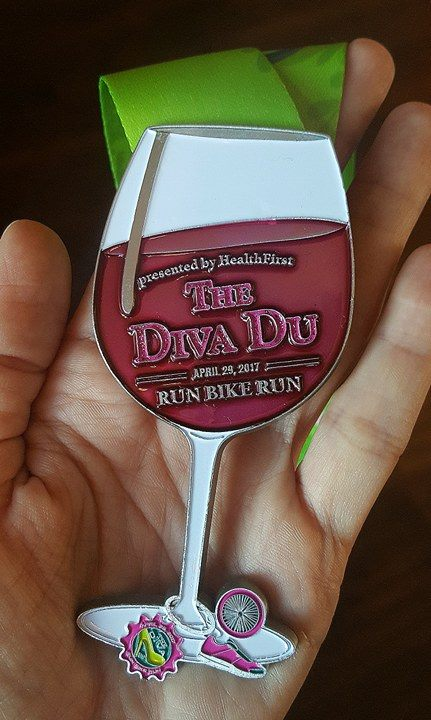 presented by HealthFirst
THE
DIVA DU
APRIL 29, 2017
RUN BIKE RUN